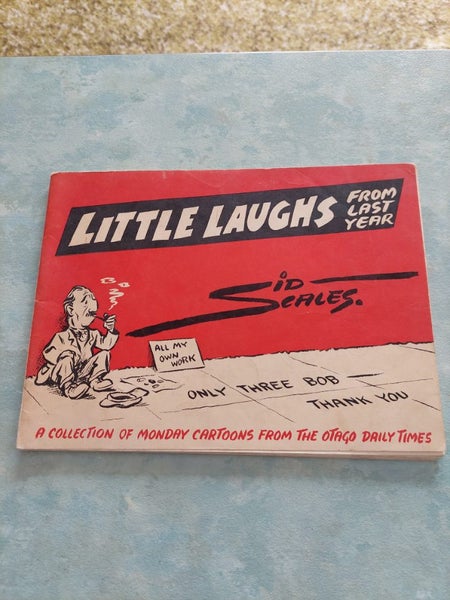 LITTLE LAUGHS
FROM
LAST
YEAR
SID
SCALES.
ALL MY
OWN
WORK
ONLY THREE BOB —
THANK YOU
A COLLECTION OF MONDAY CARTOONS FROM THE OTAGO DAILY TIMES